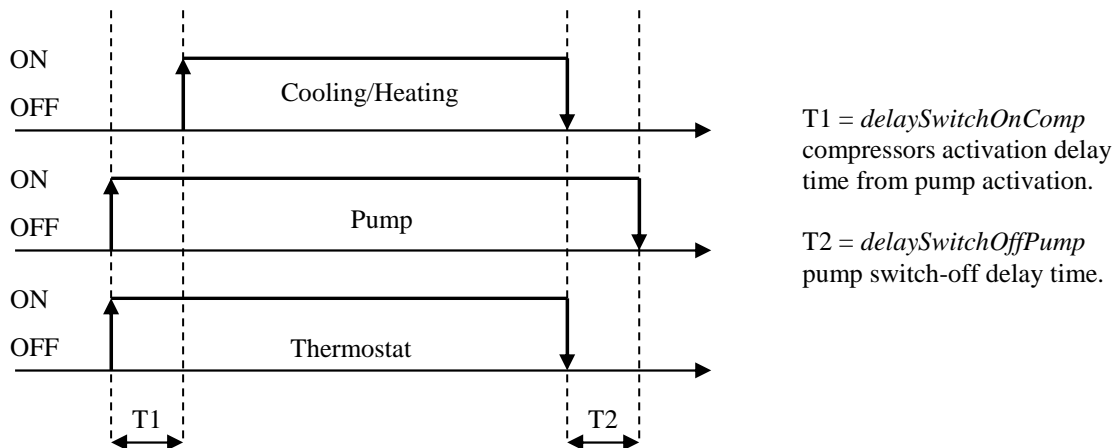 ON
OFF
Cooling/Heating
ON
OFF
Pump
ON
OFF
Thermostat
T1
T2
T1 = delaySwitchOnComp
compressors activation delay
time from pump activation.
T2 = delaySwitchOffPump
pump switch-off delay time.